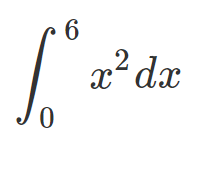 ∫₀⁶ x² dx